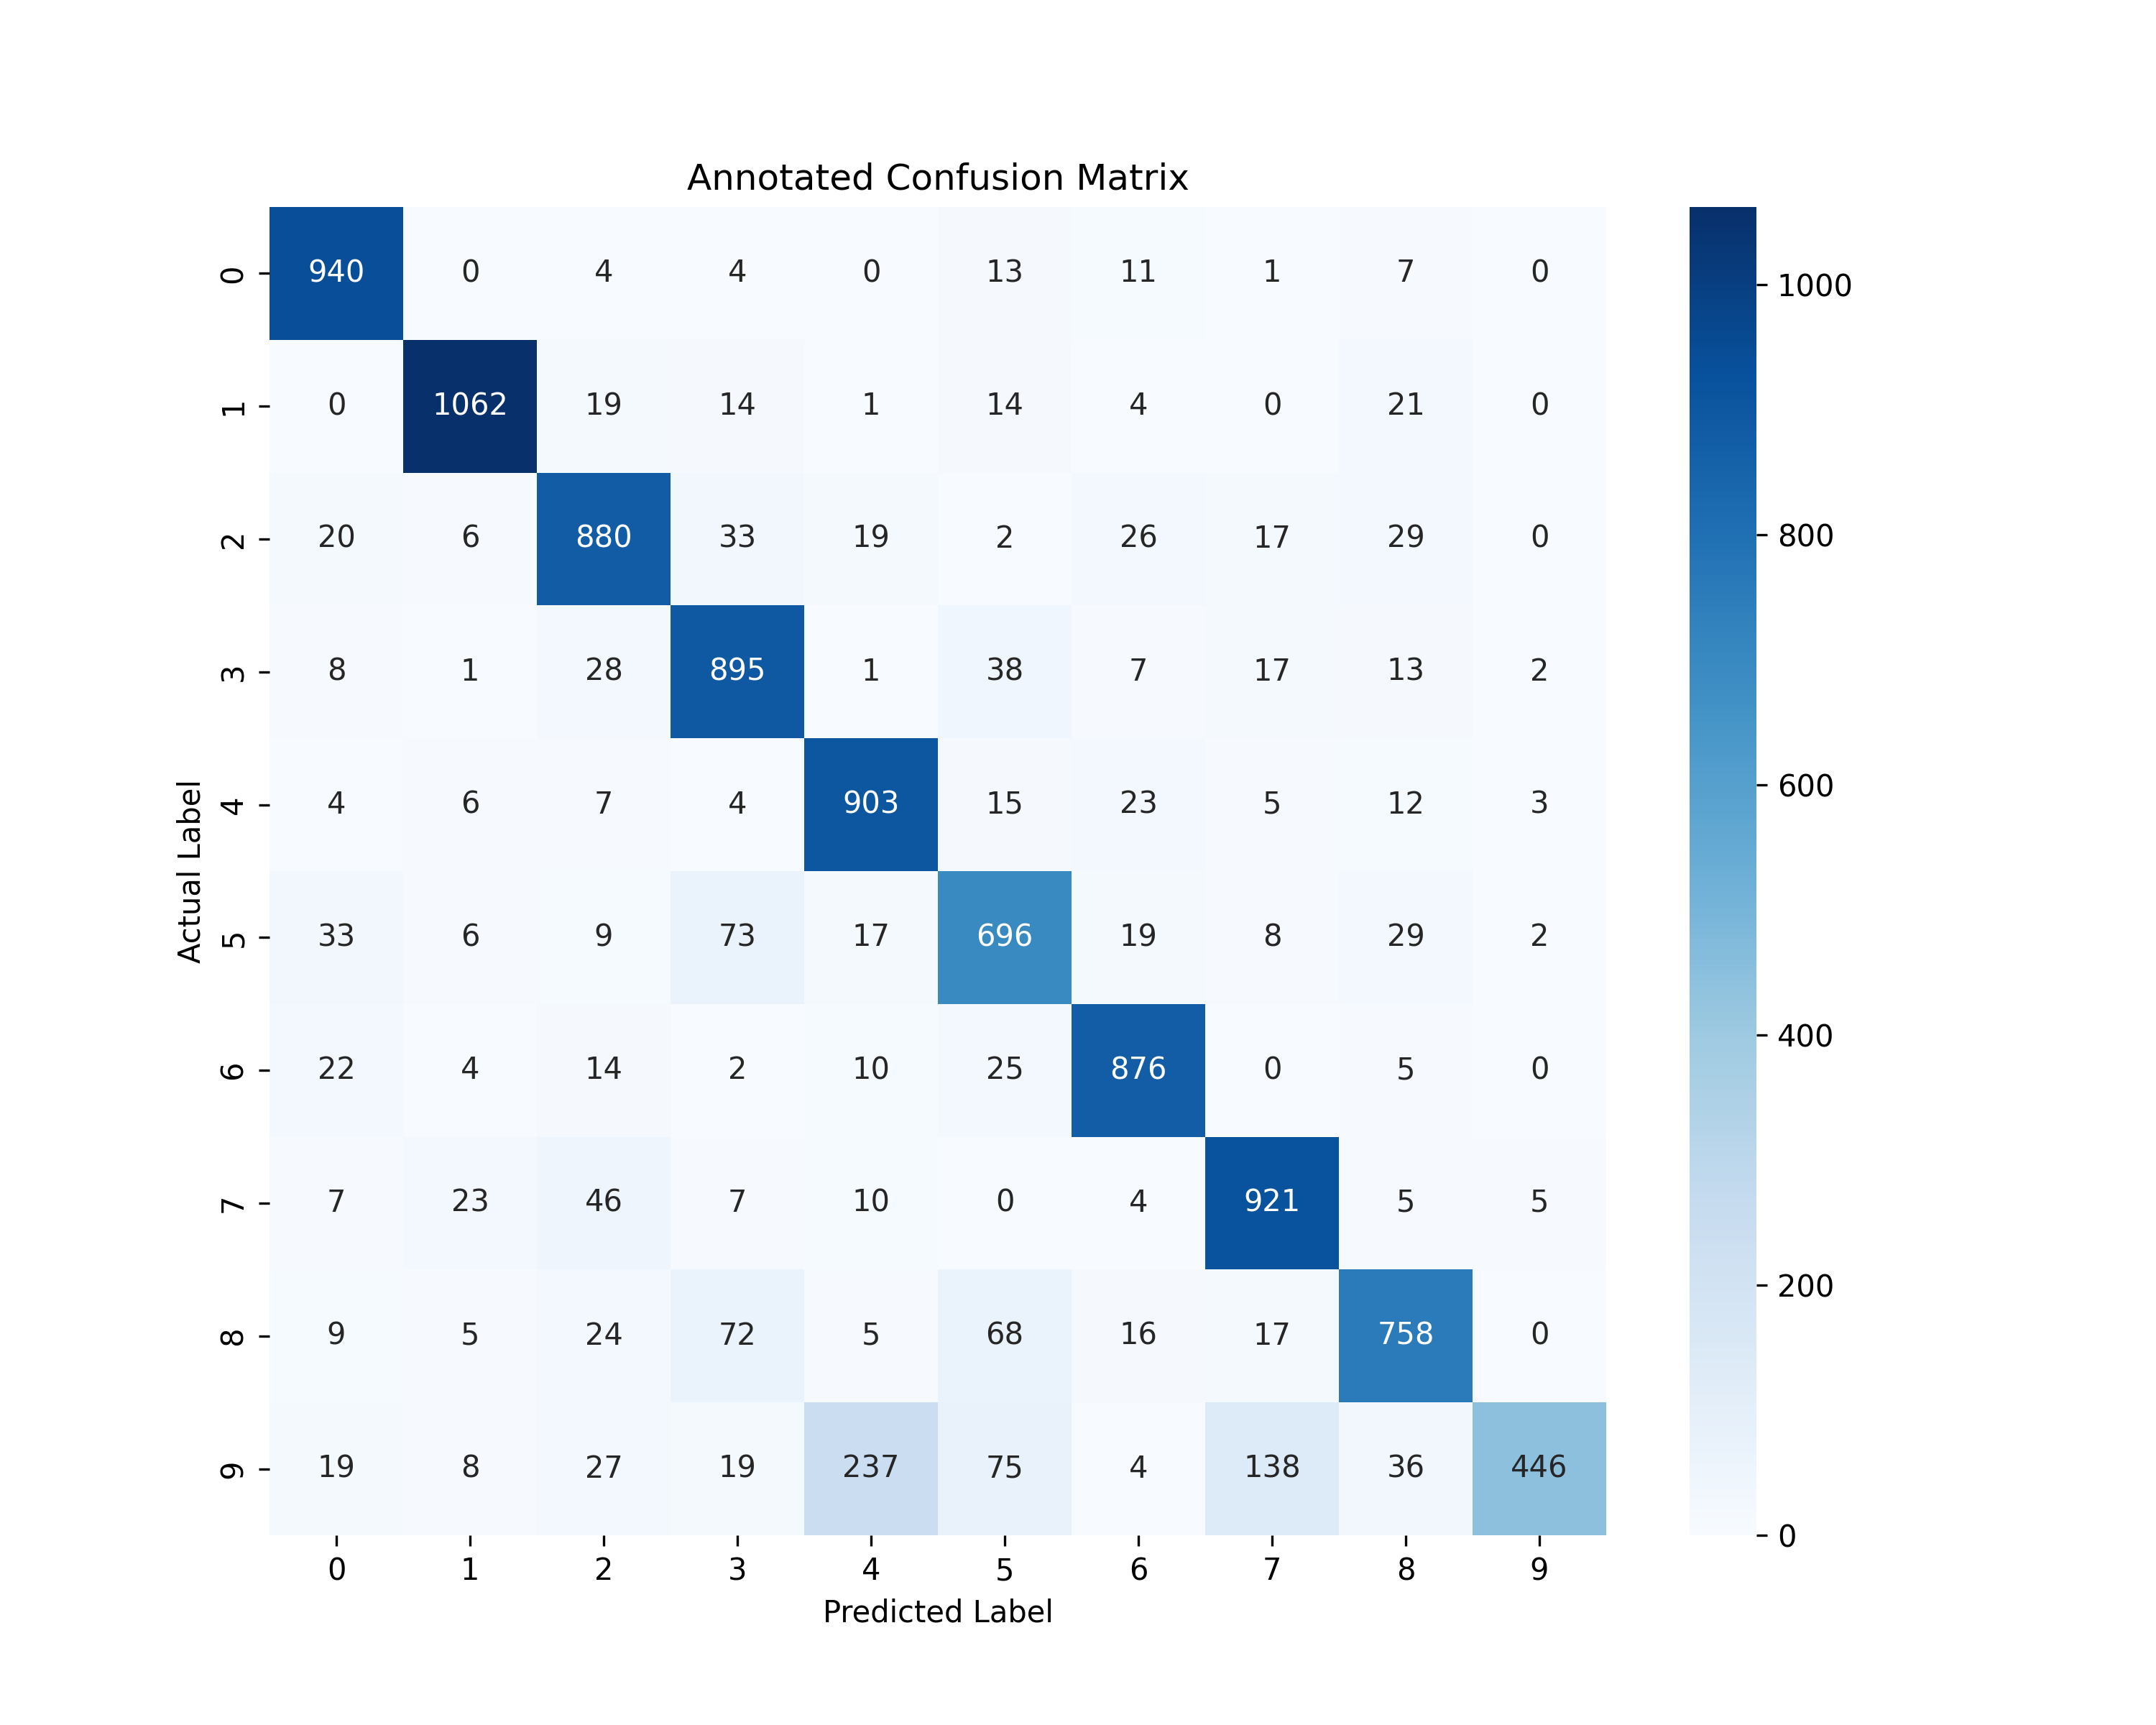 Annotated Confusion Matrix
0 940 0 4 4 0 13 11 1 7 0
1 0 1062 19 14 1 14 4 0 21 0
2 20 6 880 33 19 2 26 17 29 0
3 8 1 28 895 1 38 7 17 13 2
4 4 6 7 4 903 15 23 5 12 3
5 33 6 9 73 17 696 19 8 29 2
6 22 4 14 2 10 25 876 0 5 0
7 7 23 46 7 10 0 4 921 5 5
8 9 5 24 72 5 68 16 17 758 0
9 19 8 27 19 237 75 4 138 36 446
0 1 2 3 4 5 6 7 8 9
Predicted Label
Actual Label
1000
800
600
400
200
0